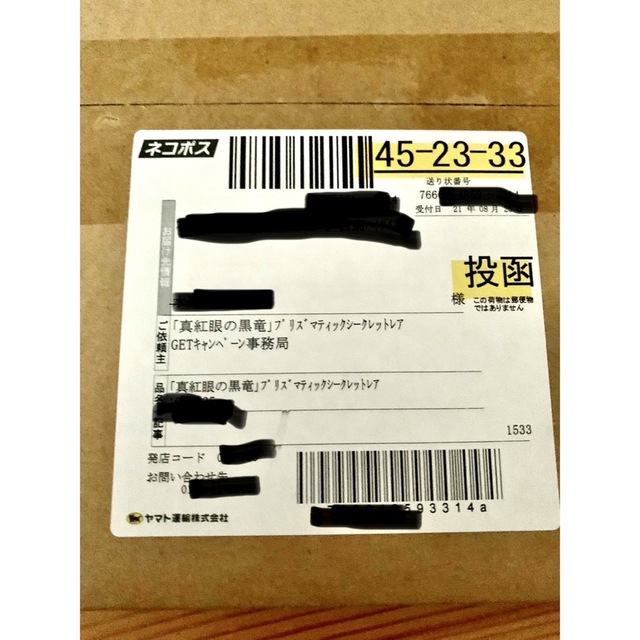 ネコポス
45-23-33
送り状番号
766
受付日 21年08月2
お届け先情報
投函
様
この荷物は郵便物
ではありません
ご依頼主
「真紅眼の黒竜」ﾌﾟﾘｽﾞﾏﾃｨｯｸｼｰｸﾚｯﾄﾚｱ
GETｷｬﾝﾍﾟｰﾝ事務局
品名
「真紅眼の黒竜」ﾌﾟﾘｽﾞﾏﾃｨｯｸｼｰｸﾚｯﾄﾚｱ
記事
1533
発店コード 0
お問い合わせ先
593314a
ヤマト運輸株式会社